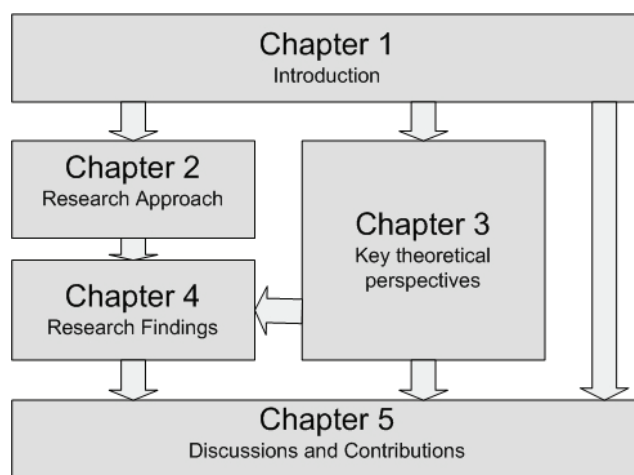 Chapter 1
Introduction
Chapter 2
Research Approach
Chapter 3
Key theoretical
perspectives
Chapter 4
Research Findings
Chapter 5
Discussions and Contributions